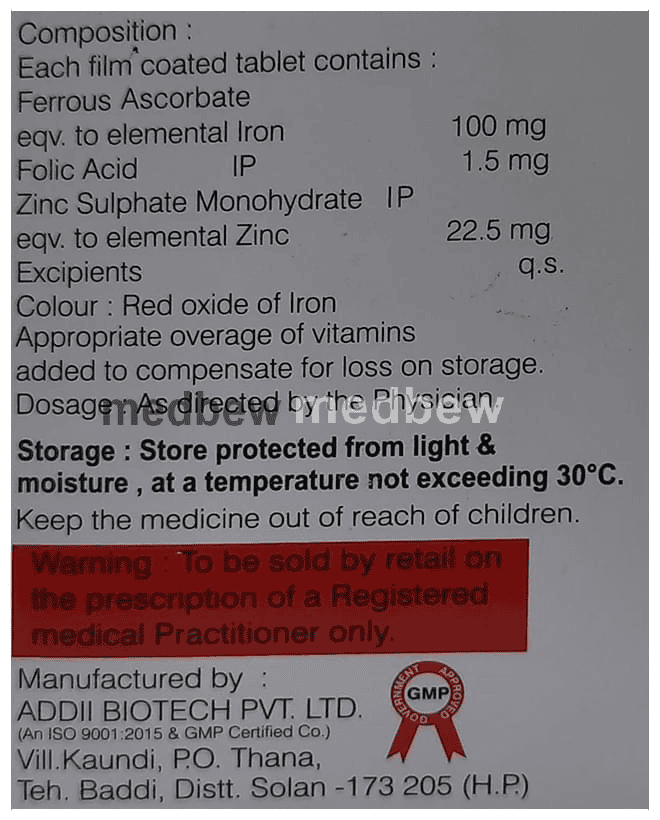 Composition :
Each film coated tablet contains :
Ferrous Ascorbate
eqv. to elemental Iron 100 mg
Folic Acid IP 1.5 mg
Zinc Sulphate Monohydrate IP
eqv. to elemental Zinc 22.5 mg
Excipients q.s.
Colour : Red oxide of Iron
Appropriate overage of vitamins
added to compensate for loss on storage.
Dosage : As directed by the Physician.
medbew medbew
Storage : Store protected from light &
moisture , at a temperature not exceeding 30°C.
Keep the medicine out of reach of children.
Warning : To be sold by retail on
the prescription of a Registered
medical Practitioner only.
Manufactured by :
ADDII BIOTECH PVT. LTD.
(An ISO 9001:2015 & GMP Certified Co.)
Vill.Kaundi, P.O. Thana,
Teh. Baddi, Distt. Solan -173 205 (H.P.)
GOVERNMENT APPROVED
GMP